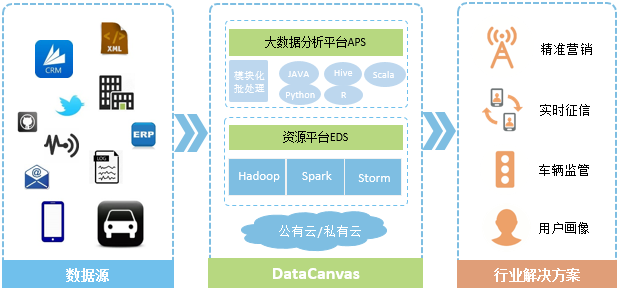 XML
CRM
ERP
LOG
数据源
大数据分析平台APS
模块化
批处理
JAVA
Hive
Scala
Python
R
资源平台EDS
Hadoop
Spark
Storm
公有云/私有云
DataCanvas
精准营销
实时征信
车辆监管
用户画像
行业解决方案